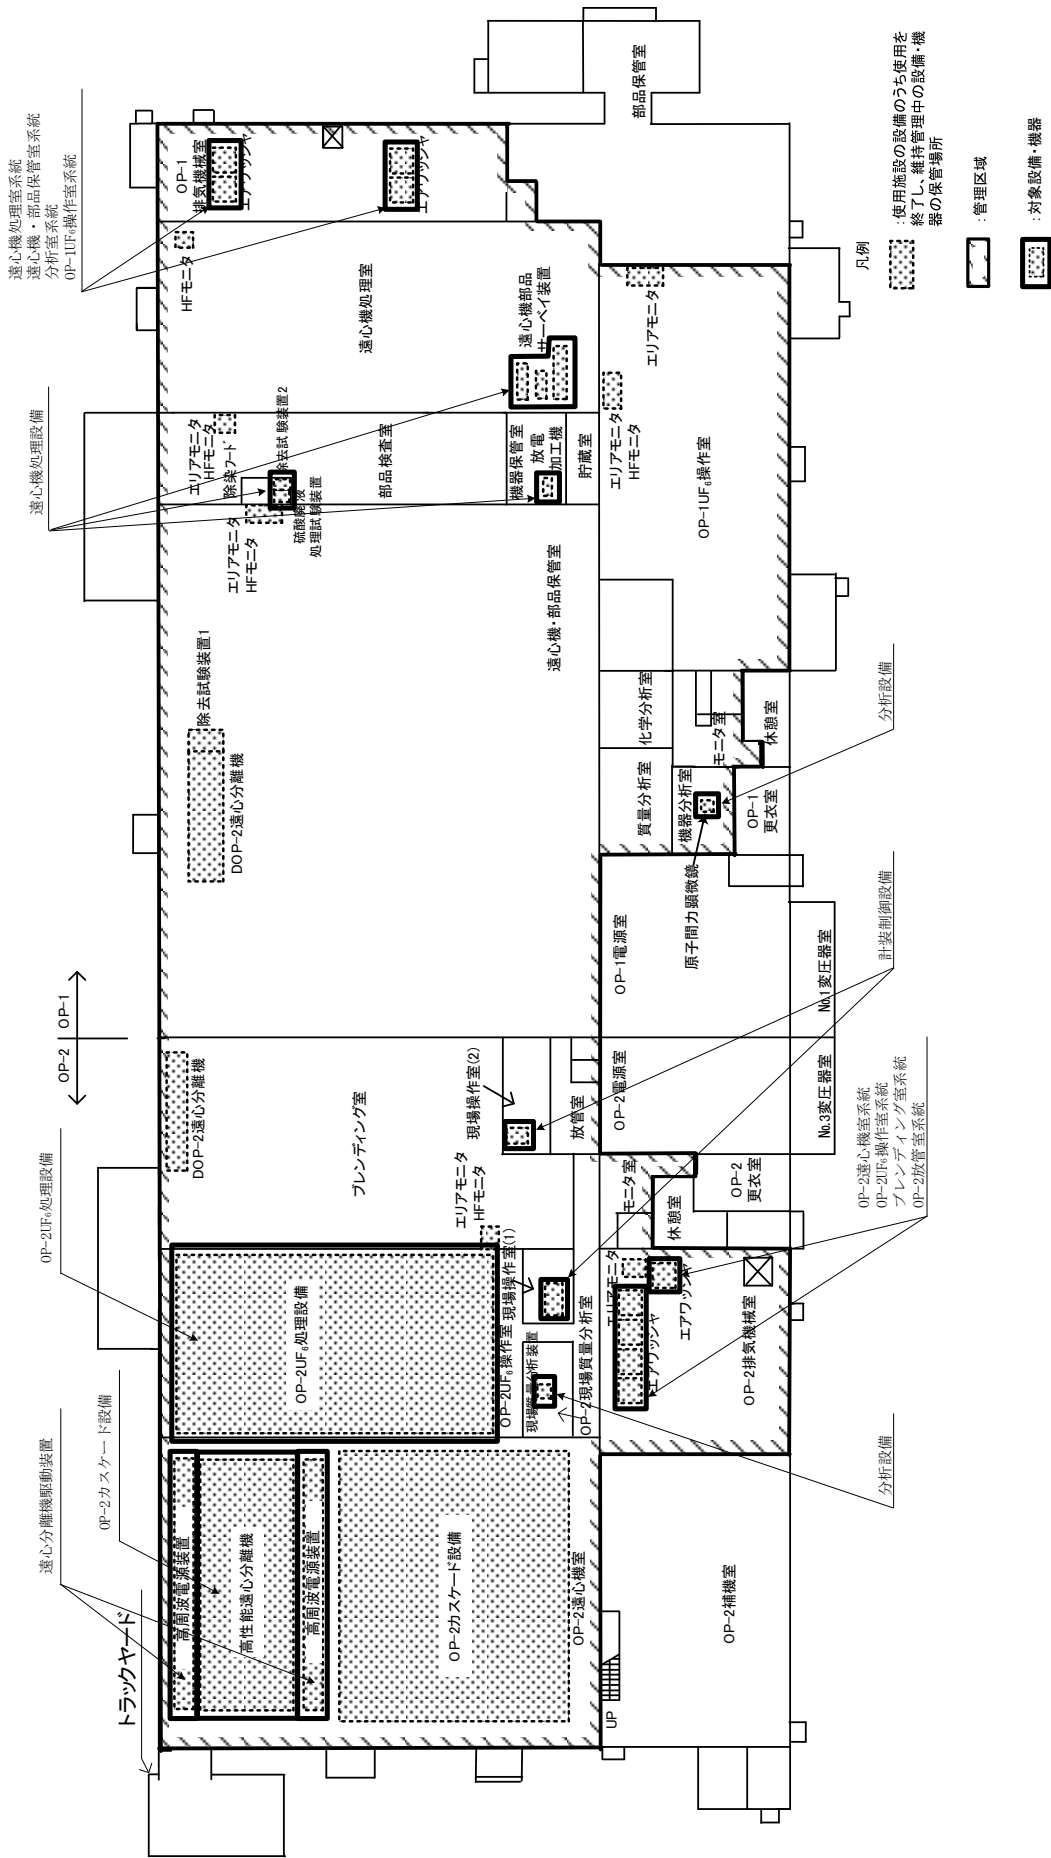 遠心機処理室系統
遠心機・部品保管室系統
分析室系統
OP-1UF₆操作室系統
遠心機処理設備
OP-2
OP-1
OP-2UF₆処理設備
OP-2カスケード設備
遠心分離機駆動装置
トラックヤード
OP-1
排気機械室
エアワッシャ
エアワッシャ
HFモニタ
遠心機処理室
遠心機部品
サーベイ装置
部品保管室
エリアモニタ
HFモニタ
除染フード
除去試験装置2
硫酸廃液
処理試験装置
エリアモニタ
HFモニタ
部品検査室
機器保管室
放電
加工機
貯蔵室
エリアモニタ
HFモニタ
エリアモニタ
OP-1UF₆操作室
遠心機・部品保管室
除去試験装置1
DOP-2遠心分離機
化学分析室
質量分析室
機器分析室
モニタ室
休憩室
OP-1
更衣室
原子間力顕微鏡
分析設備
OP-1電源室
No.1変圧器室
計装制御設備
DOP-2遠心分離機
ブレンディング室
現場操作室(2)
放管室
OP-2電源室
No.3変圧器室
エリアモニタ
HFモニタ
モニタ室
休憩室
OP-2
更衣室
OP-2遠心機室系統
OP-2UF₆操作室系統
ブレンディング室系統
OP-2放管室系統
OP-2UF₆処理設備
現場操作室(1)
OP-2UF₆操作室
現場質量分析装置
OP-2現場質量分析室
エリアモニタ
エアワッシャ
エアワッシャ
OP-2排気機械室
分析設備
高周波電源装置
高性能遠心分離機
高周波電源装置
OP-2カスケード設備
OP-2遠心機室
UP
OP-2補機室
凡例
:使用施設の設備のうち使用を
終了し、維持管理中の設備・機
器の保管場所
:管理区域
:対象設備・機器